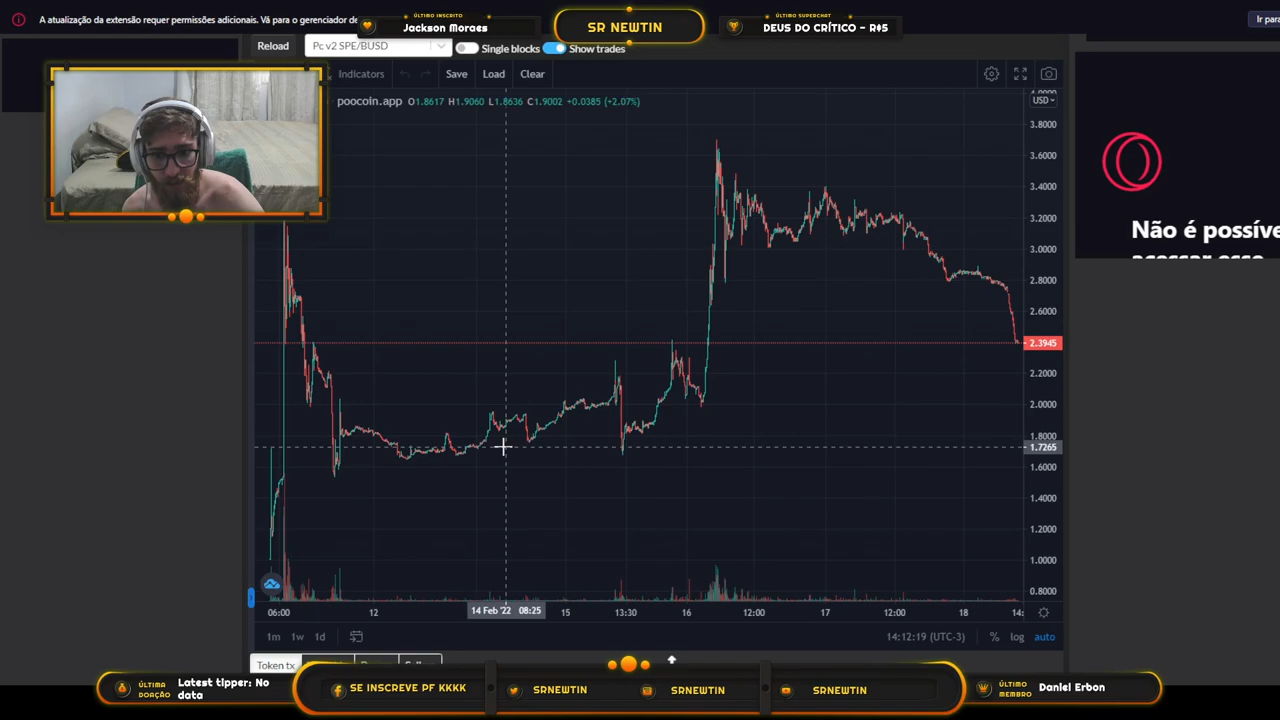 A atualização da extensão requer permissões adicionais. Vá para o gerenciador de
ÚLTIMO INSCRITO
Jackson Moraes
SR NEWTIN
ÚLTIMO SUPERCHAT
DEUS DO CRÍTICO - R$5
Ir para
Reload
Pc v2 SPE/BUSD
Single blocks
Show trades
Indicators
Save
Load
Clear
poocoin.app O1.8617 H1.9060 L1.8636 C1.9002 +0.0385 (+2.07%)
USD
3.8000
3.6000
3.4000
3.2000
3.0000
2.8000
2.6000
2.3945
2.2000
2.0000
1.8000
1.7265
1.6000
1.4000
1.2000
1.0000
0.8000
Não é possíve
acessar esse
06:00
12
14 Feb '22 08:25
15
13:30
16
12:00
17
12:00
18
14:
1m
1w
1d
14:12:19 (UTC-3)
%
log
auto
Token tx
ÚLTIMA DOAÇÃO
Latest tipper: No
data
SE INSCREVE PF KKKK
SRNEWTIN
SRNEWTIN
SRNEWTIN
ÚLTIMO MEMBRO
Daniel Erbon